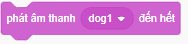 phát âm thanh dog1 đến hết